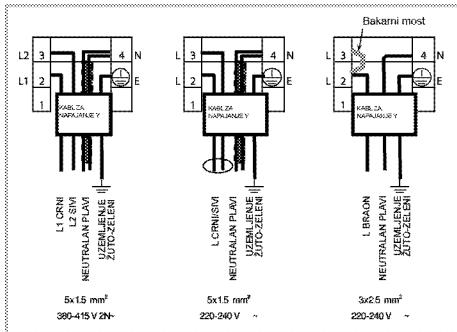 Bakarni most
L2 3 4 N
L1 2 E
1
KABL ZA
NAPAJANJE Y
L1 CRNI
L2 SIVI
NEUTRALAN PLAVI
UZEMLJENJE
ŽUTO-ZELENI
5x1.5 mm²
380-415 V 2N~
L 3 4 N
L 2 E
1
KABL ZA
NAPAJANJE Y
L CRNI/SIVI
NEUTRALAN PLAVI
UZEMLJENJE
ŽUTO-ZELENI
5x1.5 mm²
220-240 V ~
L 3 4 N
L 2 E
1
KABL ZA
NAPAJANJE Y
L BRAON
NEUTRALAN PLAVI
UZEMLJENJE
ŽUTO-ZELENI
3x2.5 mm²
220-240 V ~